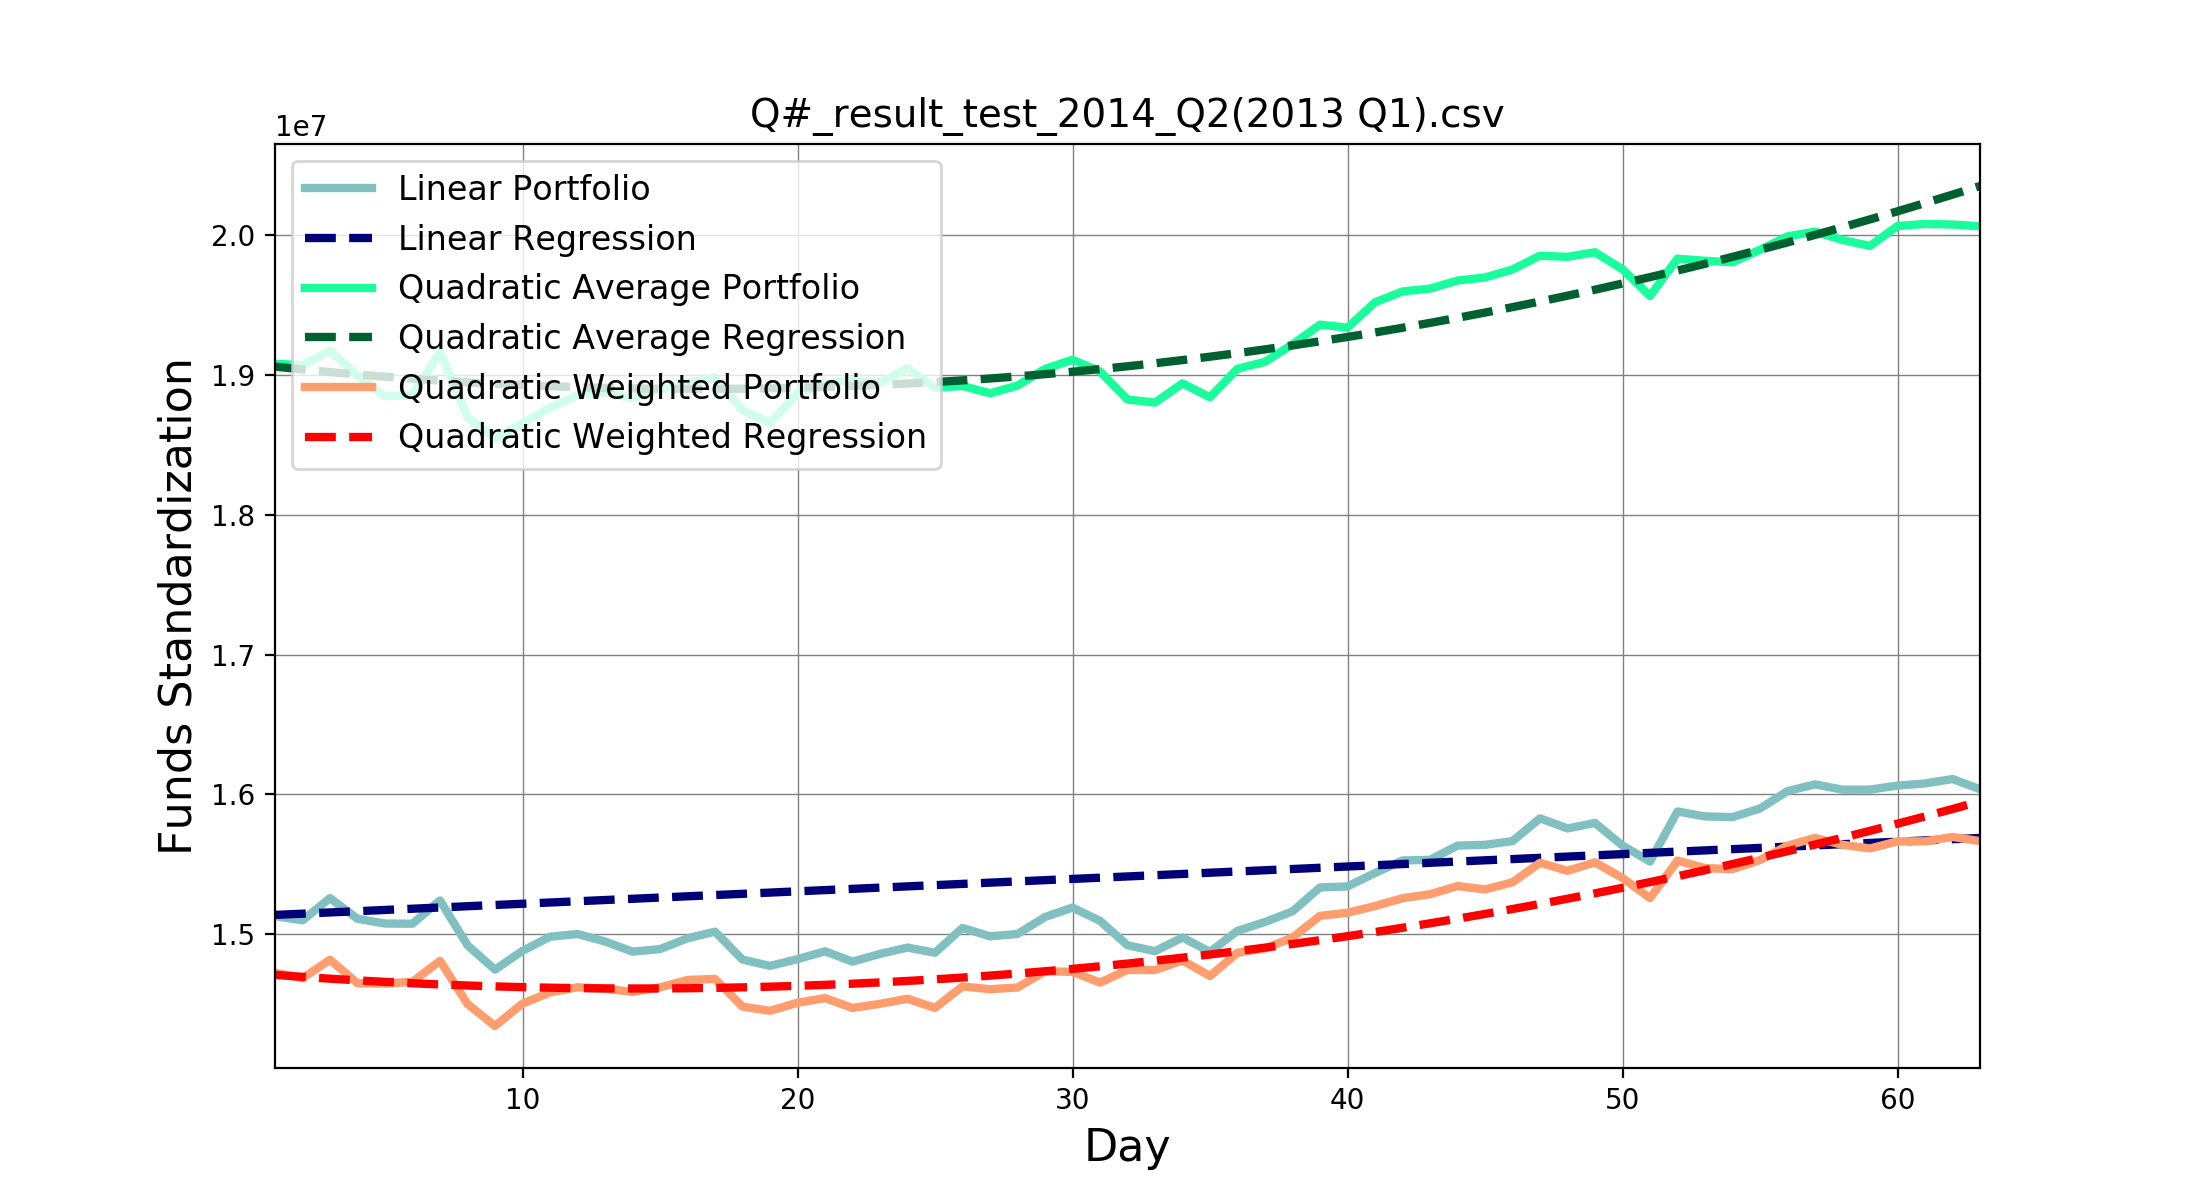 Q#_result_test_2014_Q2(2013 Q1).csv
1e7
Linear Portfolio
Linear Regression
Quadratic Average Portfolio
Quadratic Average Regression
Quadratic Weighted Portfolio
Quadratic Weighted Regression
2.0
1.9
1.8
1.7
1.6
1.5
Funds Standardization
10 20 30 40 50 60
Day